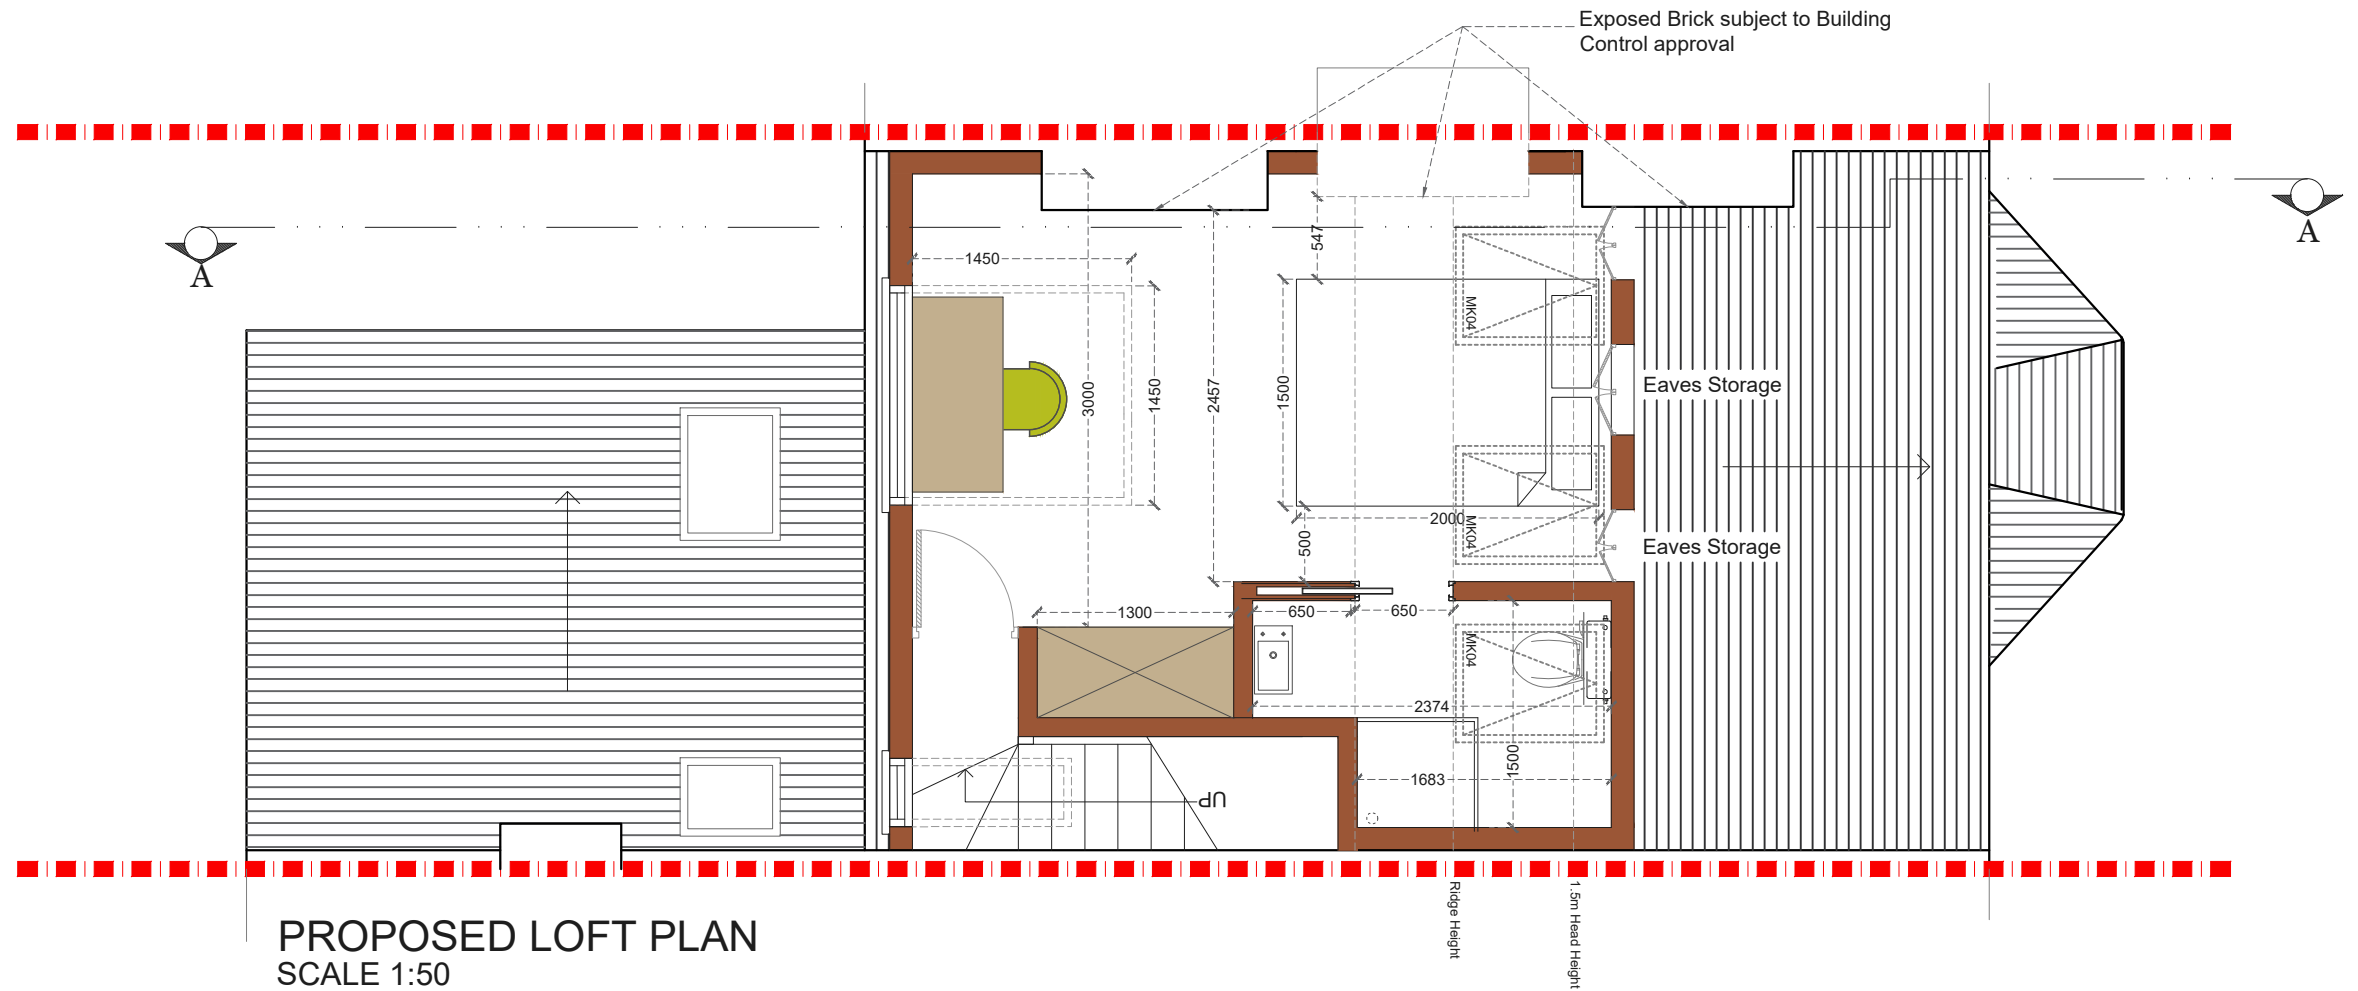 Exposed Brick subject to Building
Control approval
A
A
547
1450
MK04
3000
1450
2457
1500
Eaves Storage
2000
MK04
500
Eaves Storage
1300
650
650
MK04
2374
1500
1683
UP
Ridge Height
1.5m Head Height
PROPOSED LOFT PLAN
SCALE 1:50